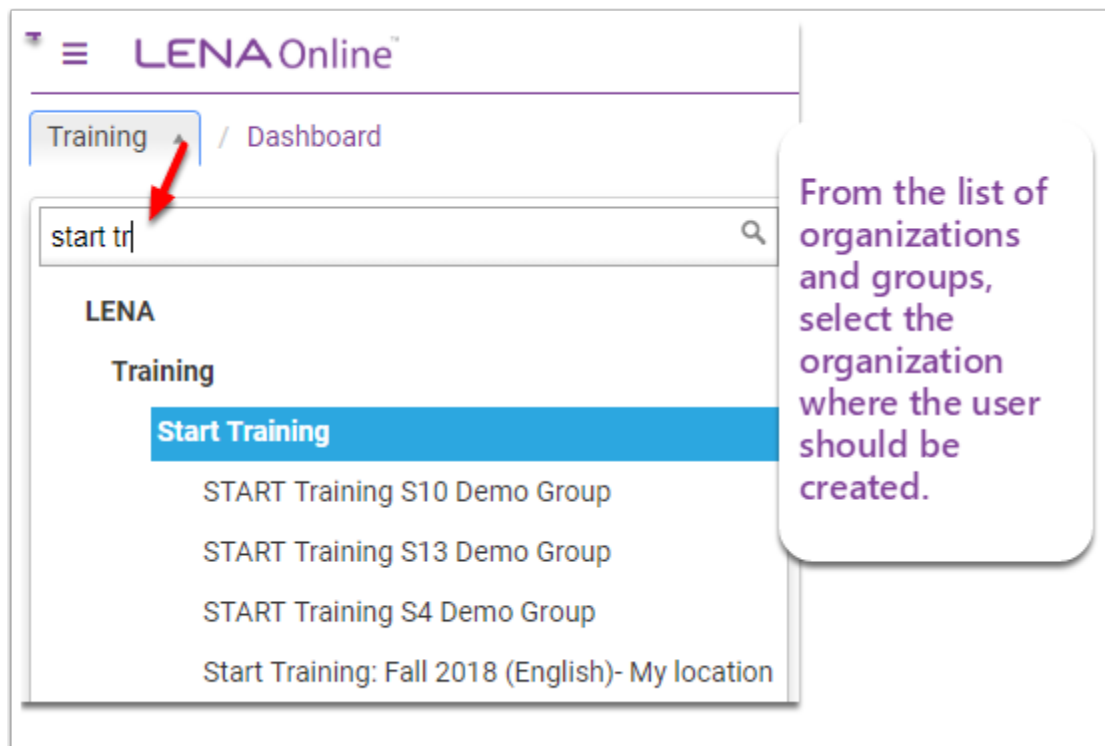 LENA Online™
Training / Dashboard
start tr
LENA
Training
Start Training
START Training S10 Demo Group
START Training S13 Demo Group
START Training S4 Demo Group
Start Training: Fall 2018 (English)- My location
From the list of
organizations
and groups,
select the
organization
where the user
should be
created.